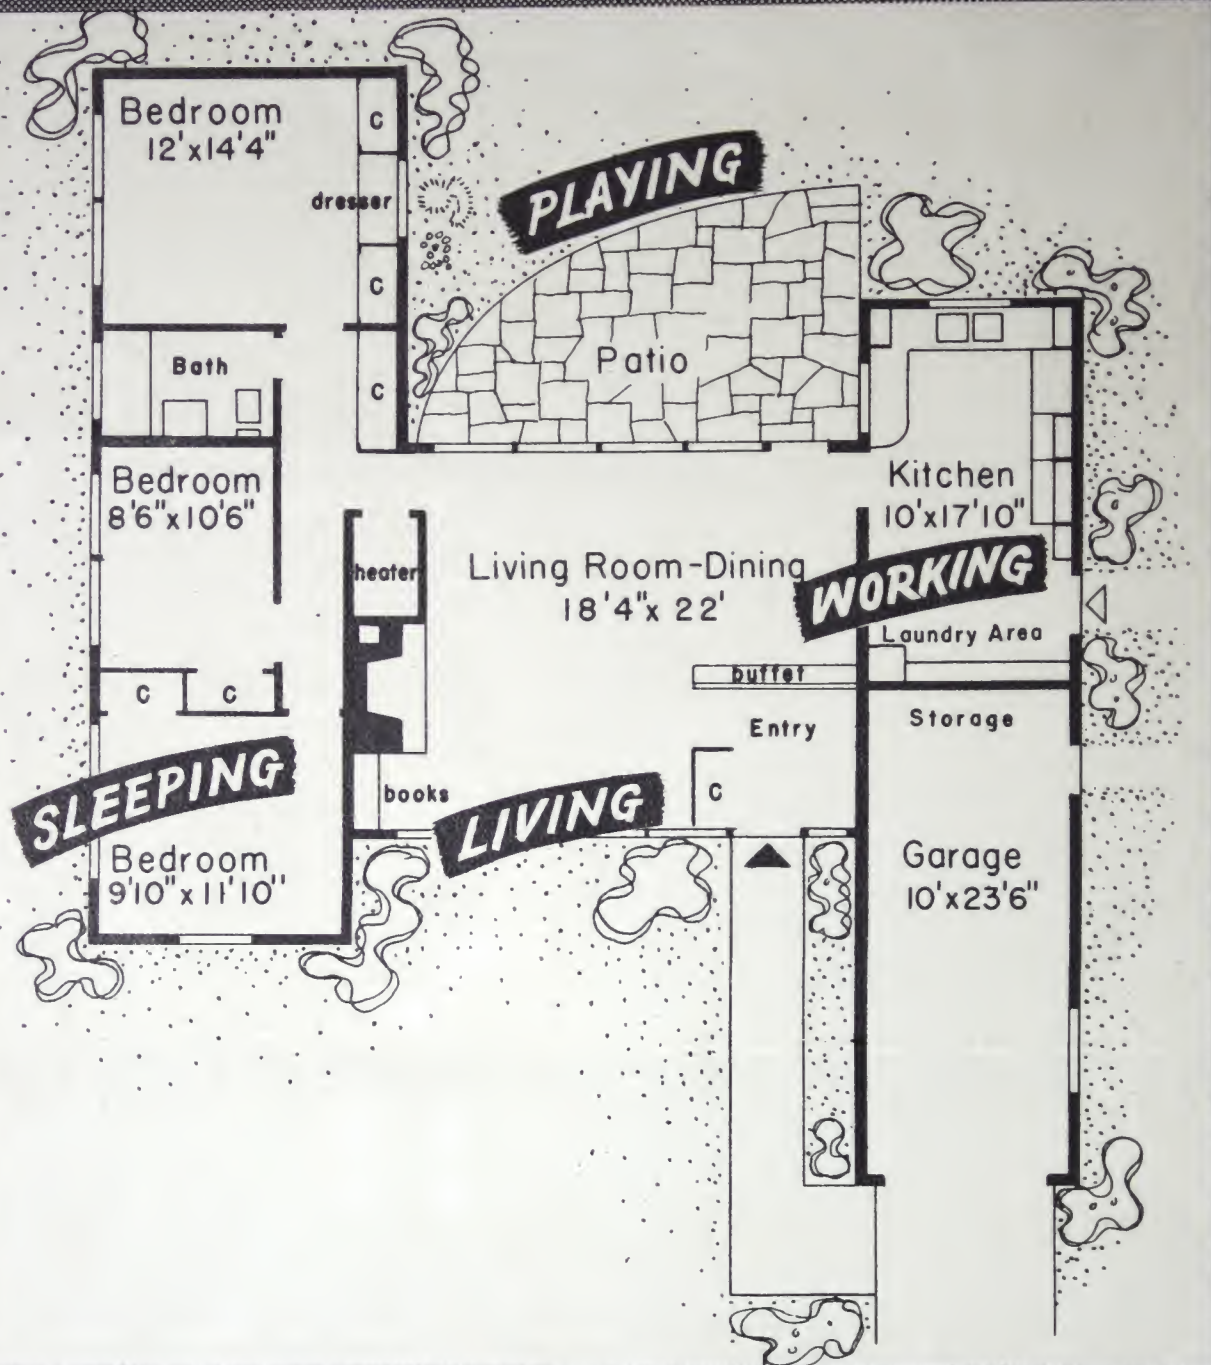 Bedroom
12'x14'4"
C
dresser
C
PLAYING
Bath
C
Patio
Bedroom
8'6"x10'6"
heater
Living Room-Dining
18'4"x 22'
Kitchen
10'x17'10"
WORKING
Laundry Area
buffet
C
C
Entry
Storage
SLEEPING
books
LIVING
C
Bedroom
9'10"x11'10"
Garage
10'x23'6"